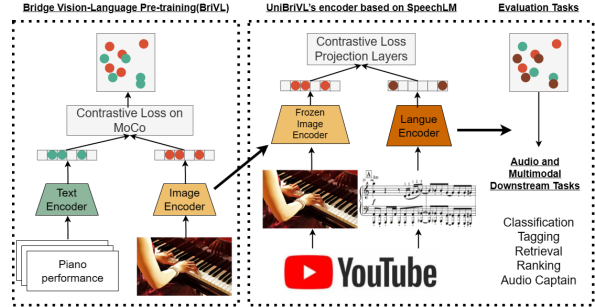 Bridge Vision-Language Pre-training(BriVL)
UniBriVL's encoder based on SpeechLM
Evaluation Tasks
Contrastive Loss on
MoCo
Text
Encoder
Image
Encoder
Piano
performance
Contrastive Loss
Projection Layers
Frozen
Image
Encoder
Langue
Encoder
A
YouTube
Audio and
Multimodal
Downstream Tasks
Classification
Tagging
Retrieval
Ranking
Audio Captain